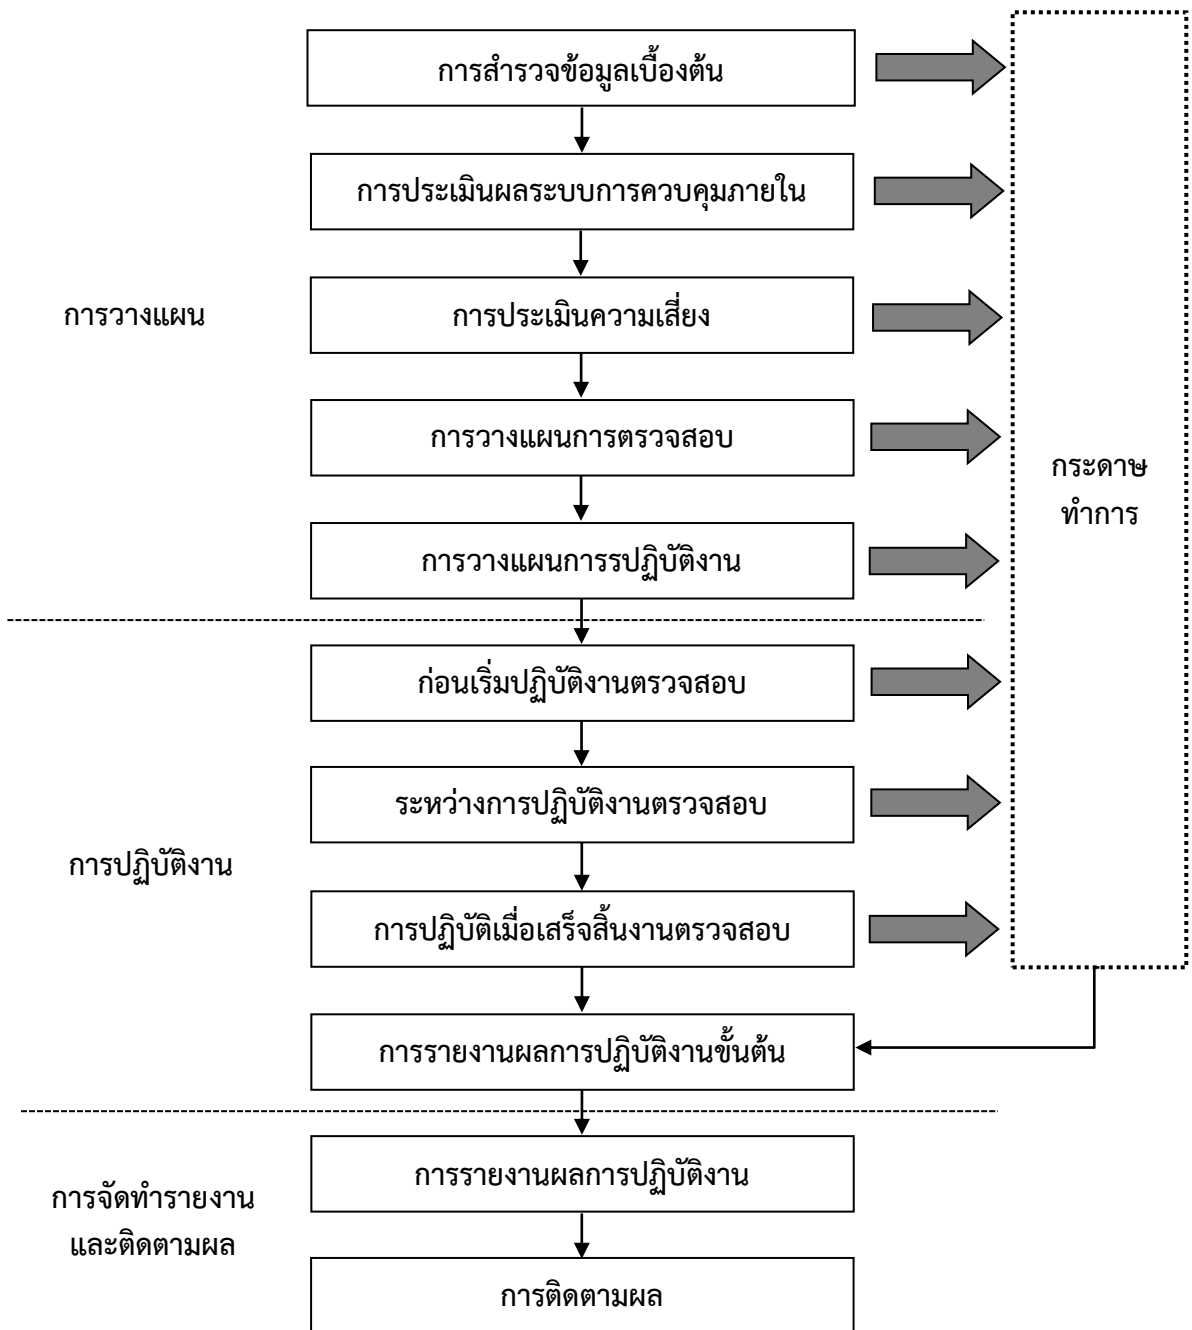 การสำรวจข้อมูลเบื้องต้น
การประเมินผลระบบการควบคุมภายใน
การวางแผน
การประเมินความเสี่ยง
การวางแผนการตรวจสอบ
กระดาษ
ทำการ
การวางแผนการรปฏิบัติงาน
ก่อนเริ่มปฏิบัติงานตรวจสอบ
ระหว่างการปฏิบัติงานตรวจสอบ
การปฏิบัติงาน
การปฏิบัติเมื่อเสร็จสิ้นงานตรวจสอบ
การรายงานผลการปฏิบัติงานขั้นต้น
การรายงานผลการปฏิบัติงาน
การจัดทำรายงาน
และติดตามผล
การติดตามผล